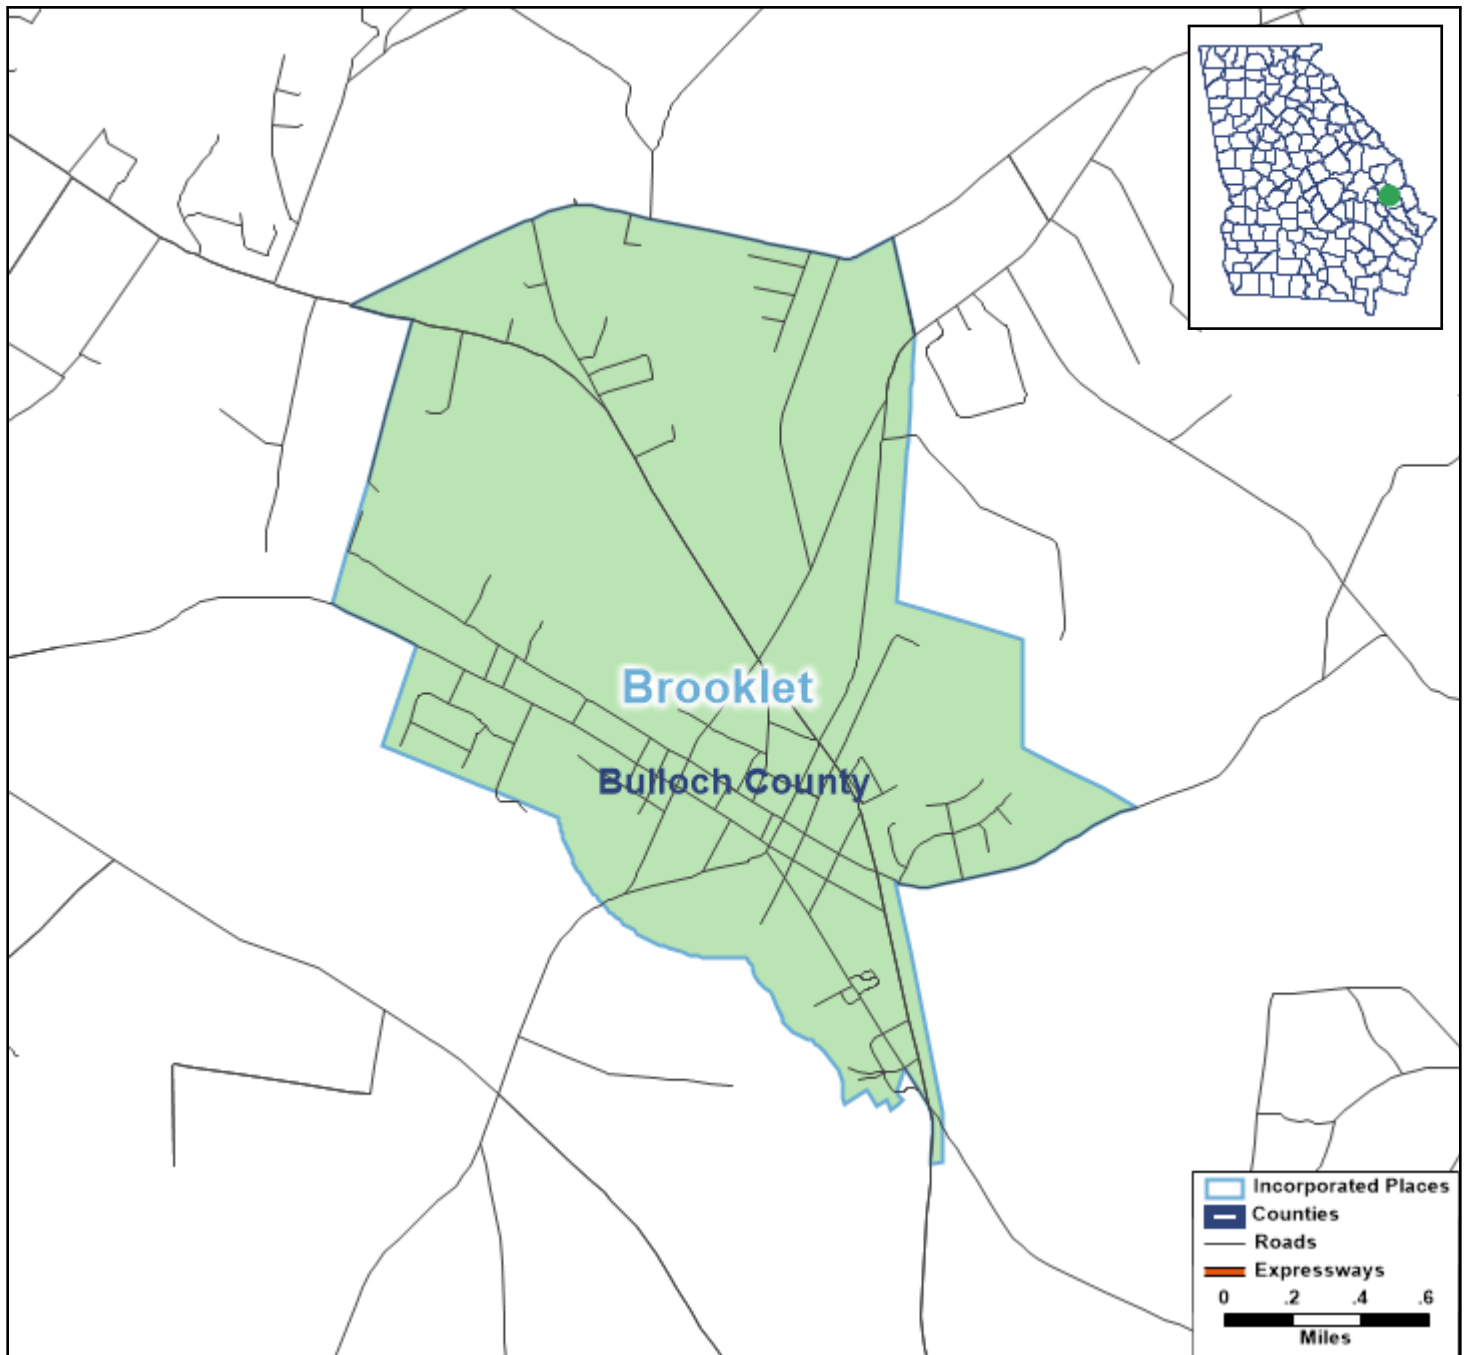 Brooklet
Bulloch County
Incorporated Places
Counties
Roads
Expressways
0 .2 .4 .6
Miles